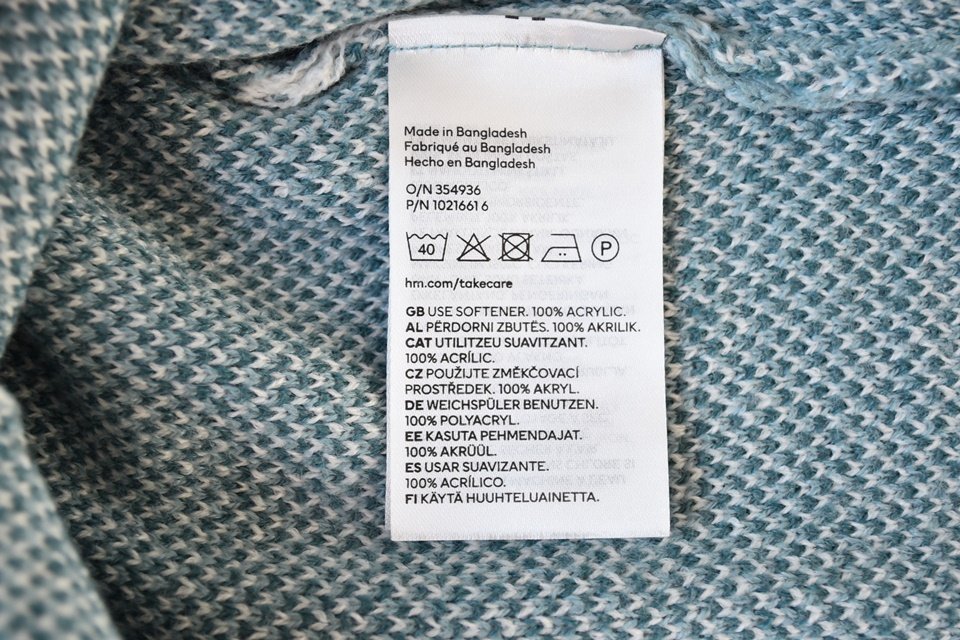 Made in Bangladesh
Fabriqué au Bangladesh
Hecho en Bangladesh
O/N 354936
P/N 1021661 6
40 P
hm.com/takecare
GB USE SOFTENER. 100% ACRYLIC.
AL PËRDORNI ZBUTËS. 100% AKRILIK.
CAT UTILITZEU SUAVITZANT.
100% ACRÍLIC.
CZ POUŽIJTE ZMĚKČOVACÍ
PROSTŘEDEK. 100% AKRYL.
DE WEICHSPÜLER BENUTZEN.
100% POLYACRYL.
EE KASUTA PEHMENDAJAT.
100% AKRÜÜL.
ES USAR SUAVIZANTE.
100% ACRÍLICO.
FI KÄYTÄ HUUHTELUAINETTA.